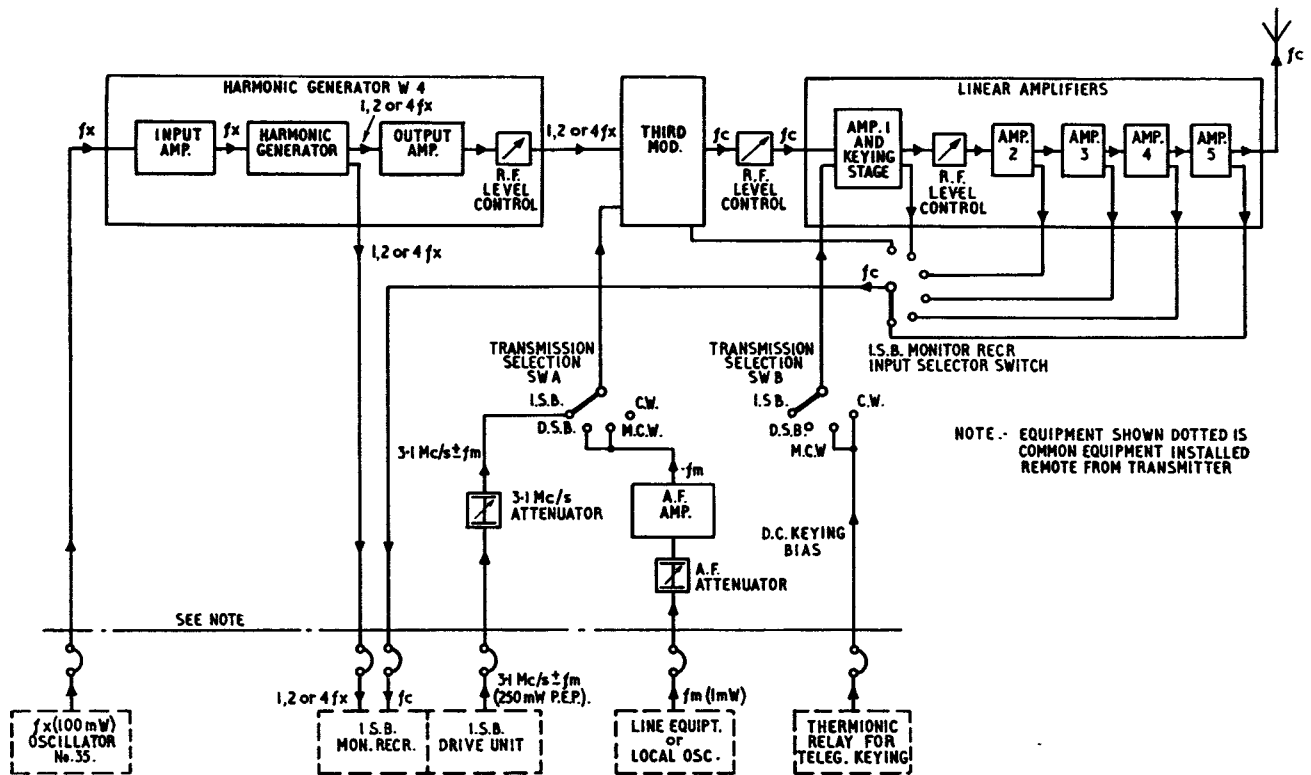 fc
HARMONIC GENERATOR W 4
1, 2 or 4 fx
fx
INPUT
AMP.
fx
HARMONIC
GENERATOR
OUTPUT
AMP.
R.F.
LEVEL
CONTROL
1, 2 or 4 fx
THIRD
MOD.
fc
R.F.
LEVEL
CONTROL
fc
LINEAR AMPLIFIERS
AMP. 1
AND
KEYING
STAGE
R.F.
LEVEL
CONTROL
AMP.
2
AMP.
3
AMP.
4
AMP.
5
1, 2 or 4 fx
fc
I.S.B. MONITOR RECR
INPUT SELECTOR SWITCH
TRANSMISSION
SELECTION
SWA
I.S.B.
D.S.B.
M.C.W.
C.W.
TRANSMISSION
SELECTION
SW B
I.S.B.
D.S.B.
M.C.W
C.W.
NOTE.- EQUIPMENT SHOWN DOTTED IS
COMMON EQUIPMENT INSTALLED
REMOTE FROM TRANSMITTER
3·1 Mc/s ± fm
3·1 Mc/s
ATTENUATOR
fm
A.F.
AMP.
A.F.
ATTENUATOR
D.C. KEYING
BIAS
SEE NOTE
1, 2 or 4 fx
fc
3·1 Mc/s ± fm
(250 mW P.E.P.).
fm (1mW)
fx (100 mW)
OSCILLATOR
No. 35.
I.S.B.
MON. RECR.
I.S.B.
DRIVE UNIT
LINE EQUIPT.
or
LOCAL OSC.
THERMIONIC
RELAY FOR
TELEG. KEYING